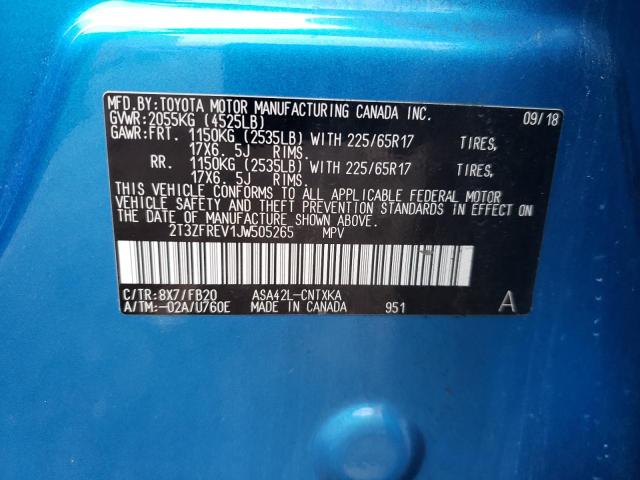 MFD.BY: TOYOTA MOTOR MANUFACTURING CANADA INC. 09/18
GVWR: 2055KG (4525LB)
GAWR: FRT. 1150KG (2535LB) WITH 225/65R17 TIRES,
17X6. 5J RIMS.
RR. 1150KG (2535LB) WITH 225/65R17 TIRES,
17X6. 5J RIMS.
THIS VEHICLE CONFORMS TO ALL APPLICABLE FEDERAL MOTOR
VEHICLE SAFETY AND THEFT PREVENTION STANDARDS IN EFFECT ON
THE DATE OF MANUFACTURE SHOWN ABOVE.
2T3ZFREV1JW505265 MPV
C/TR: 8X7/FB20 ASA42L-CNTXKA
A/TM: -02A/U760E MADE IN CANADA 951 A